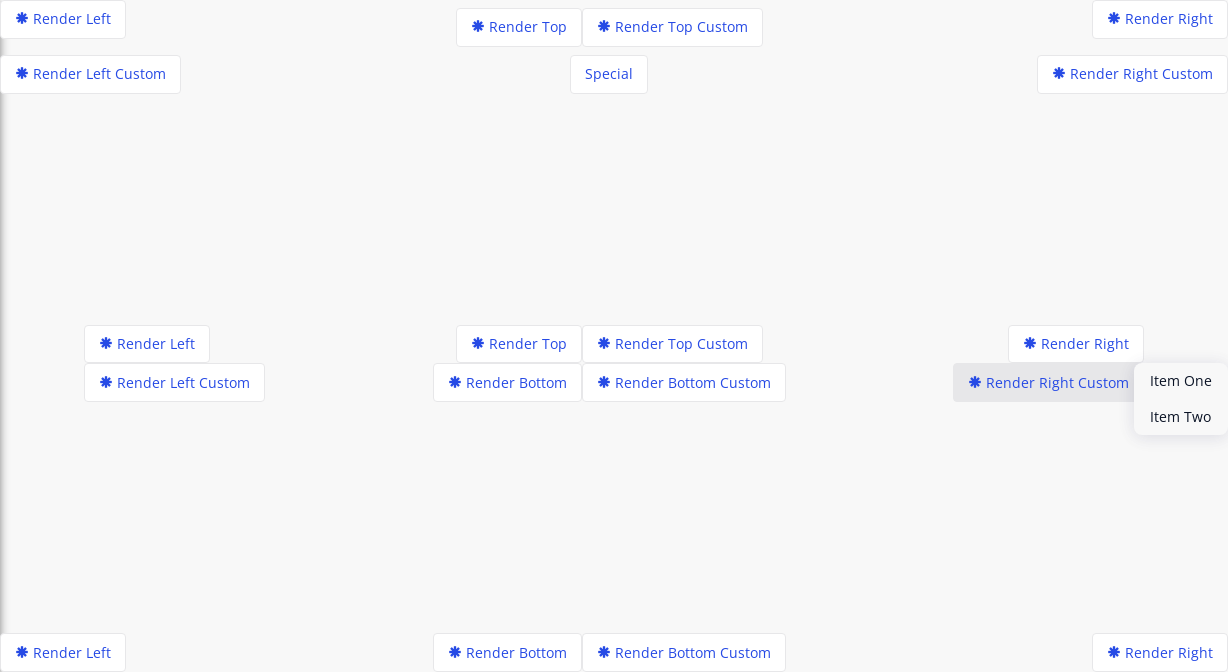 Render Left
Render Top
Render Top Custom
Render Right
Render Left Custom
Special
Render Right Custom
Render Left
Render Top
Render Top Custom
Render Right
Render Left Custom
Render Bottom
Render Bottom Custom
Render Right Custom
Item One
Item Two
Render Left
Render Bottom
Render Bottom Custom
Render Right